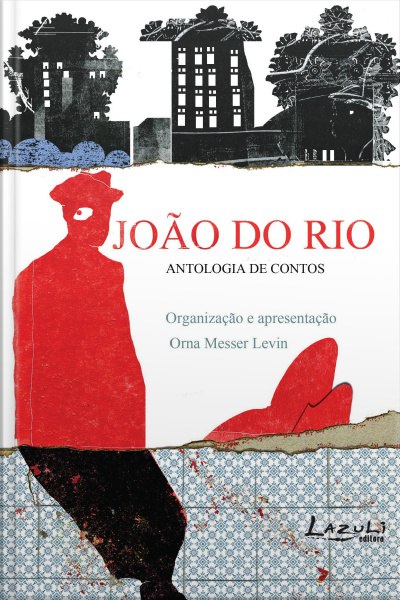 JOÃO DO RIO
ANTOLOGIA DE CONTOS
Organização e apresentação
Orna Messer Levin
LAZULI
editora